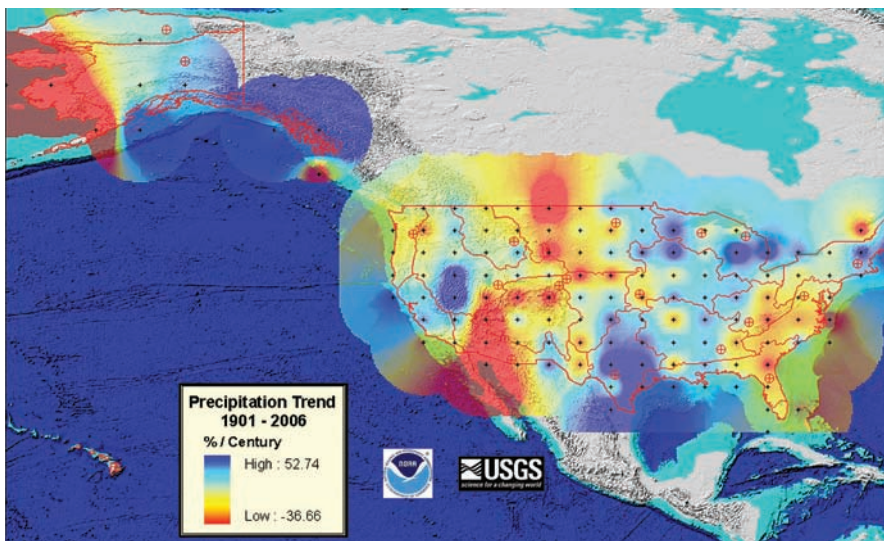 Precipitation Trend
1901 - 2006
% / Century
High : 52.74
Low : -36.66
NOAA
USGS
science for a changing world